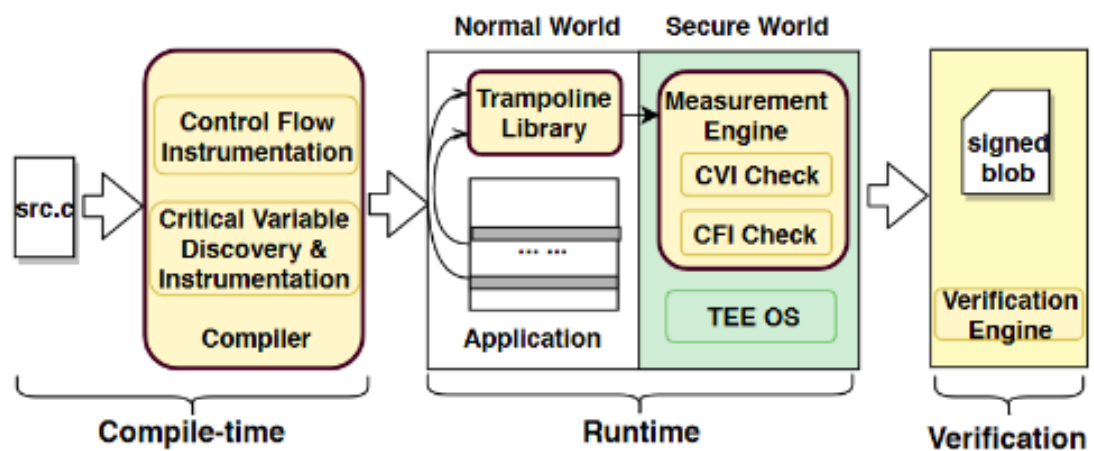 Normal World
Secure World
src.c
Control Flow
Instrumentation
Critical Variable
Discovery &
Instrumentation
Compiler
Trampoline
Library
... ...
Application
Measurement
Engine
CVI Check
CFI Check
TEE OS
signed
blob
Verification
Engine
Compile-time
Runtime
Verification